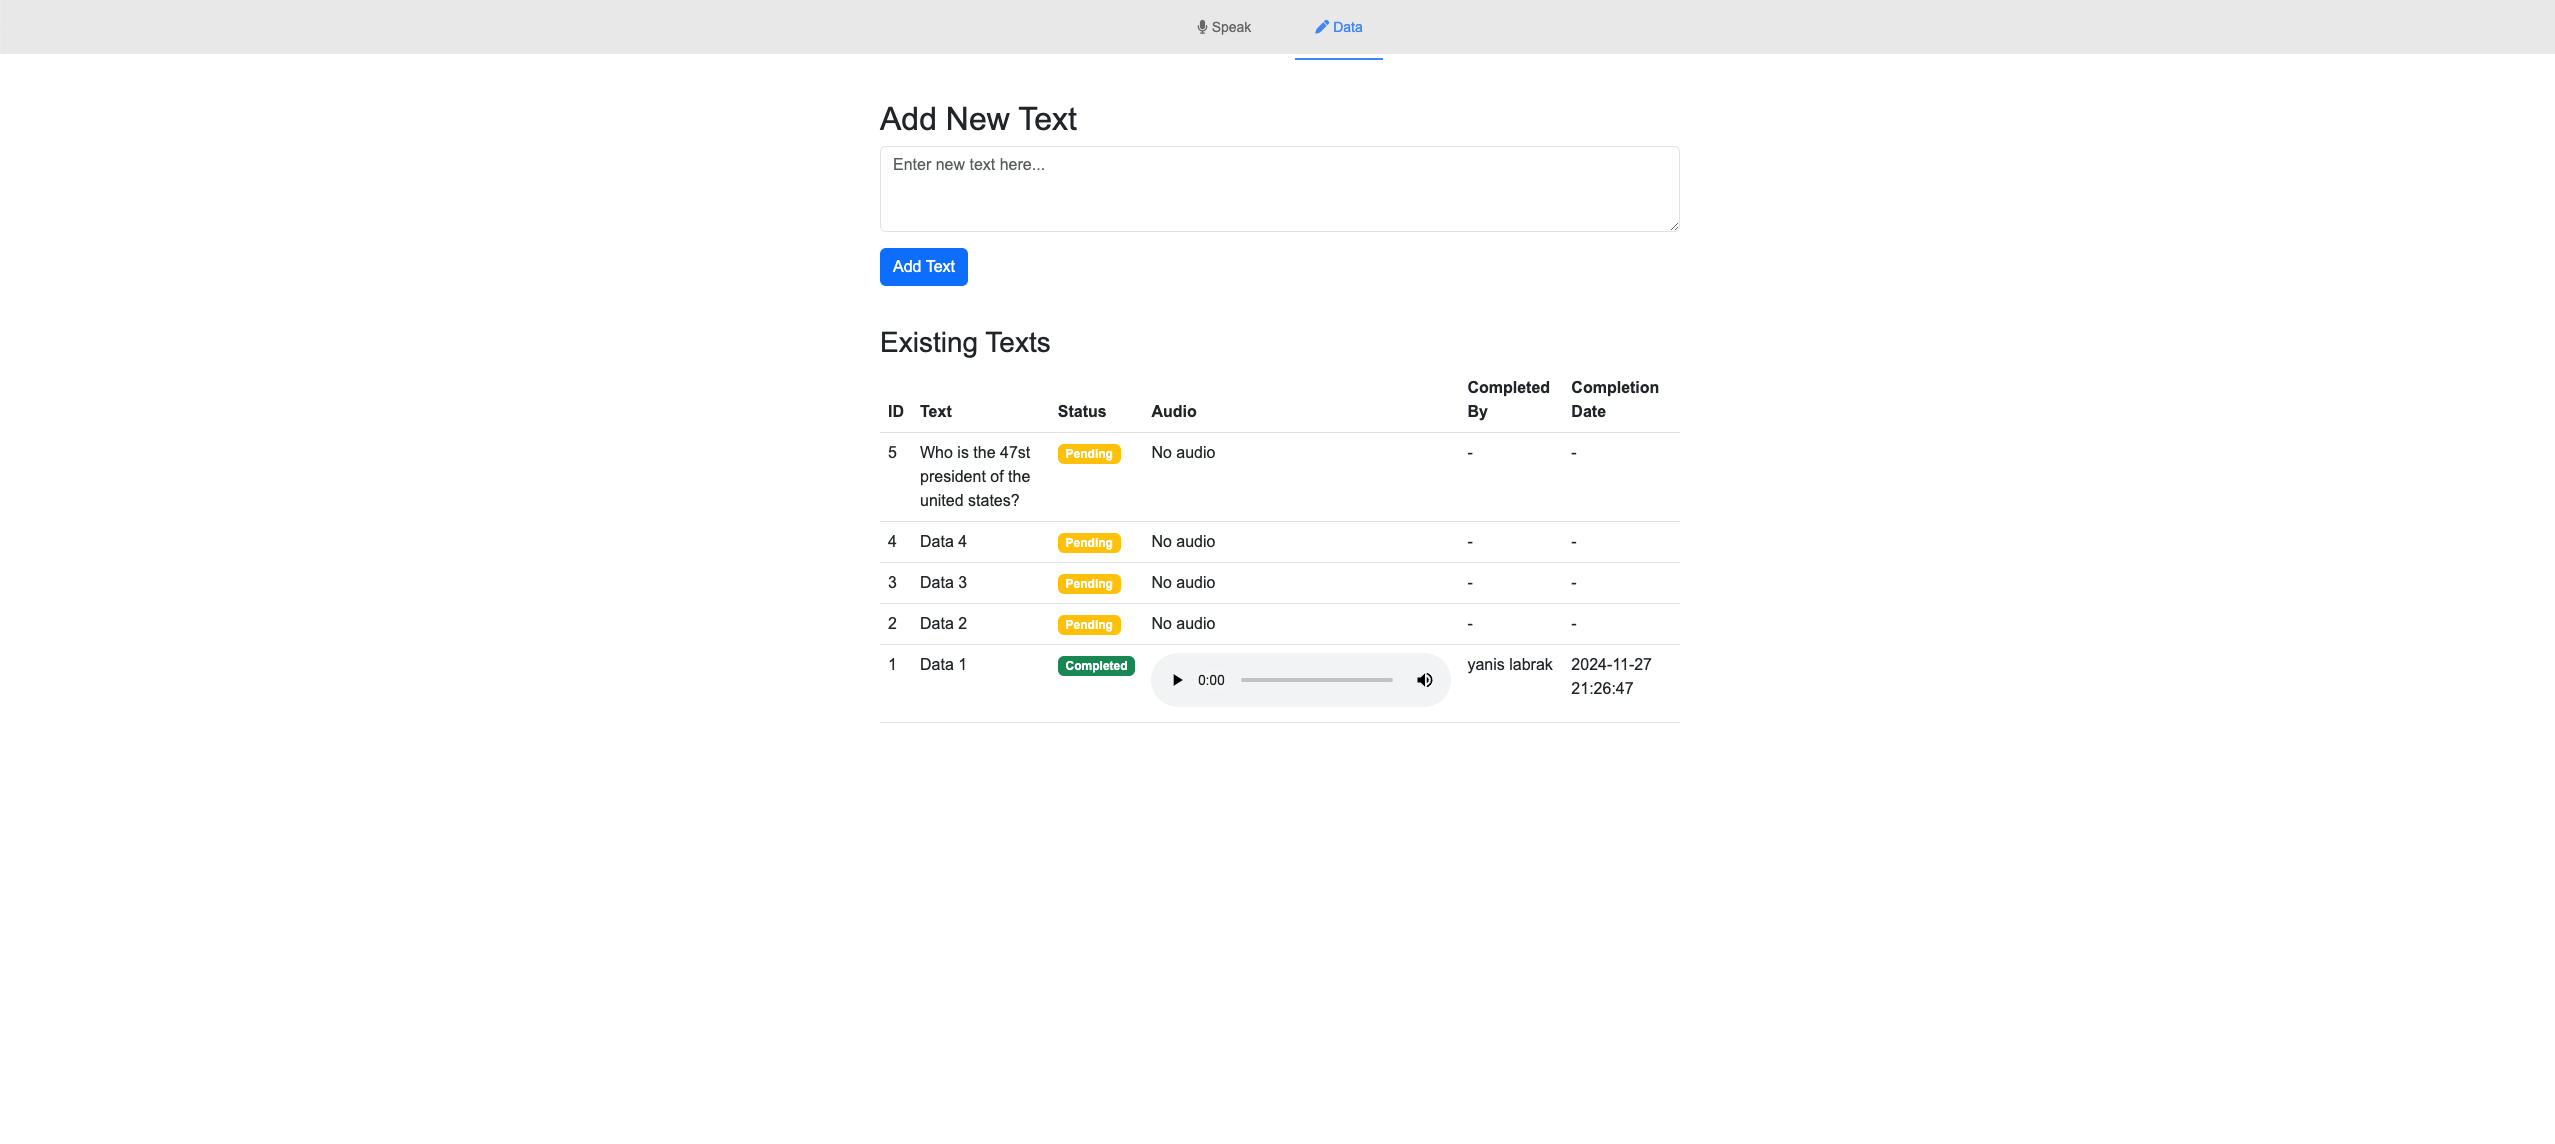 Speak Data
Add New Text
Enter new text here...
Add Text
Existing Texts
ID Text Status Audio Completed By Completion Date
5 Who is the 47st president of the united states? Pending No audio - -
4 Data 4 Pending No audio - -
3 Data 3 Pending No audio - -
2 Data 2 Pending No audio - -
1 Data 1 Completed 0:00 yanis labrak 2024-11-27 21:26:47